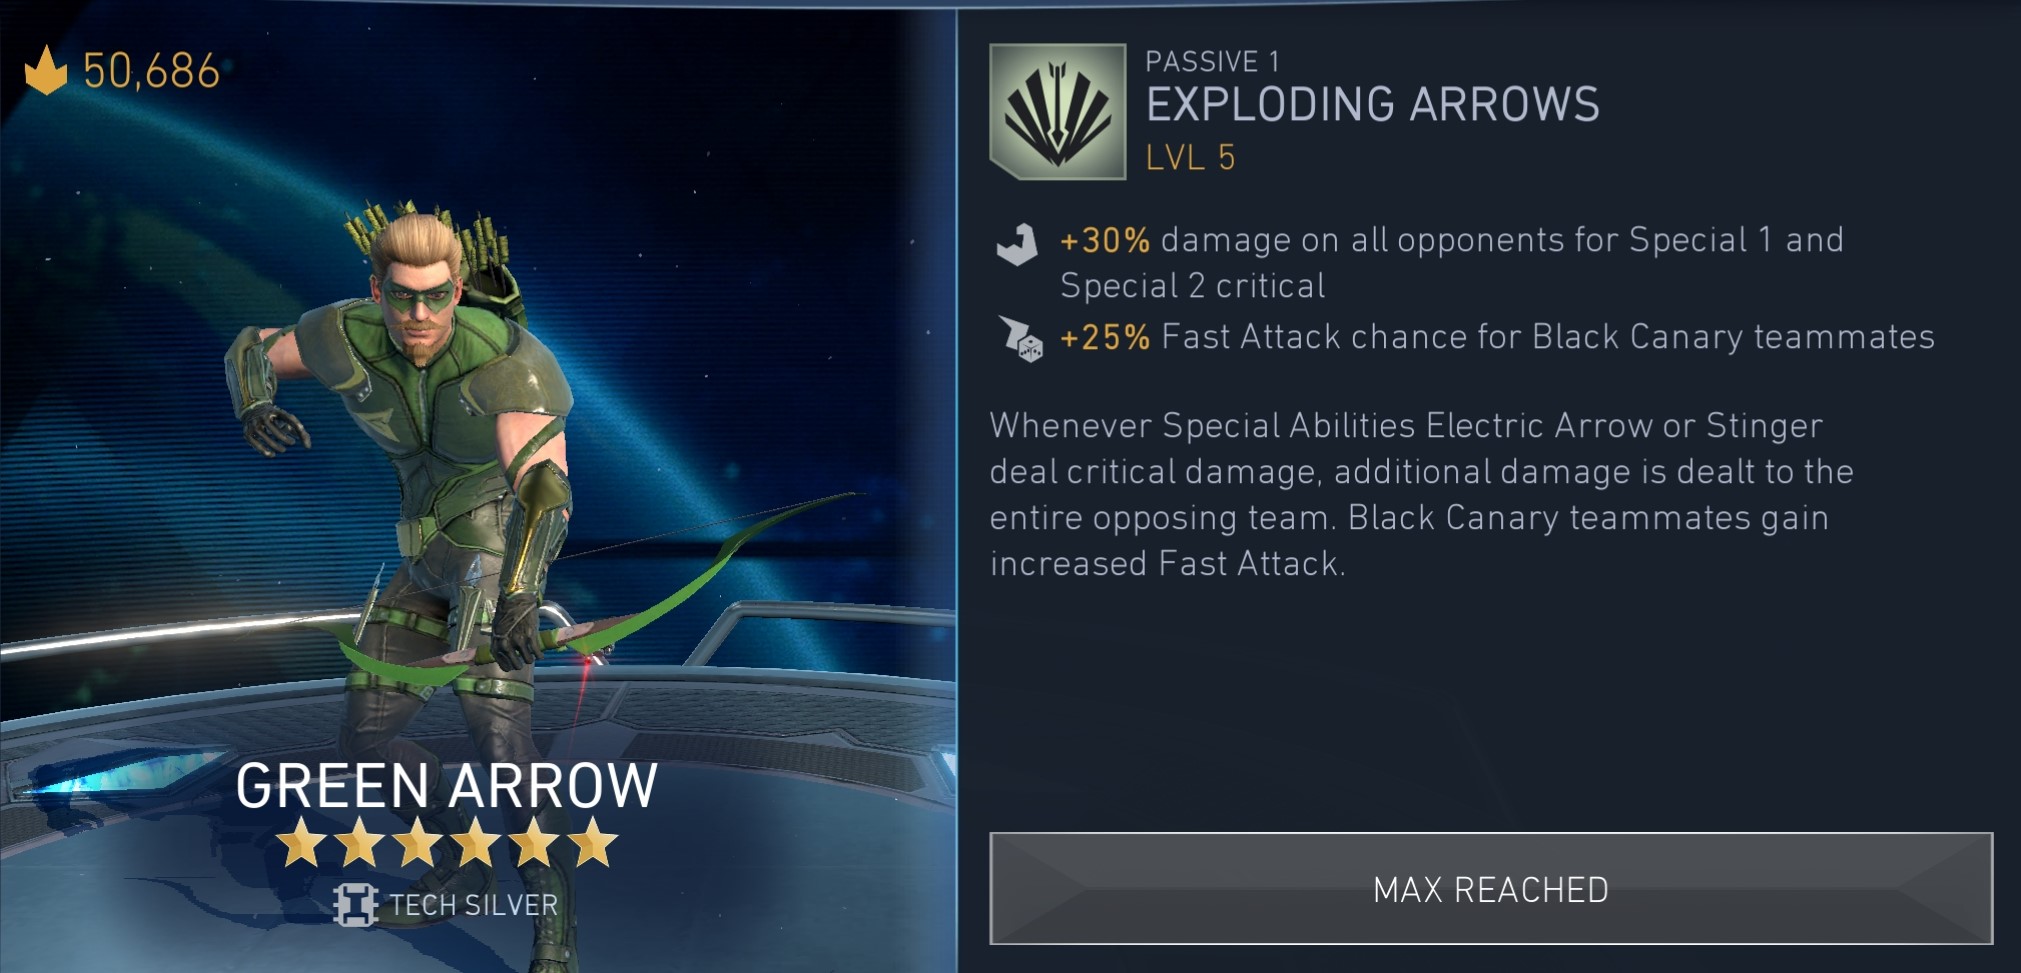 50,686
GREEN ARROW
TECH SILVER
PASSIVE 1
EXPLODING ARROWS
LVL 5
+30% damage on all opponents for Special 1 and
Special 2 critical
+25% Fast Attack chance for Black Canary teammates
Whenever Special Abilities Electric Arrow or Stinger
deal critical damage, additional damage is dealt to the
entire opposing team. Black Canary teammates gain
increased Fast Attack.
MAX REACHED